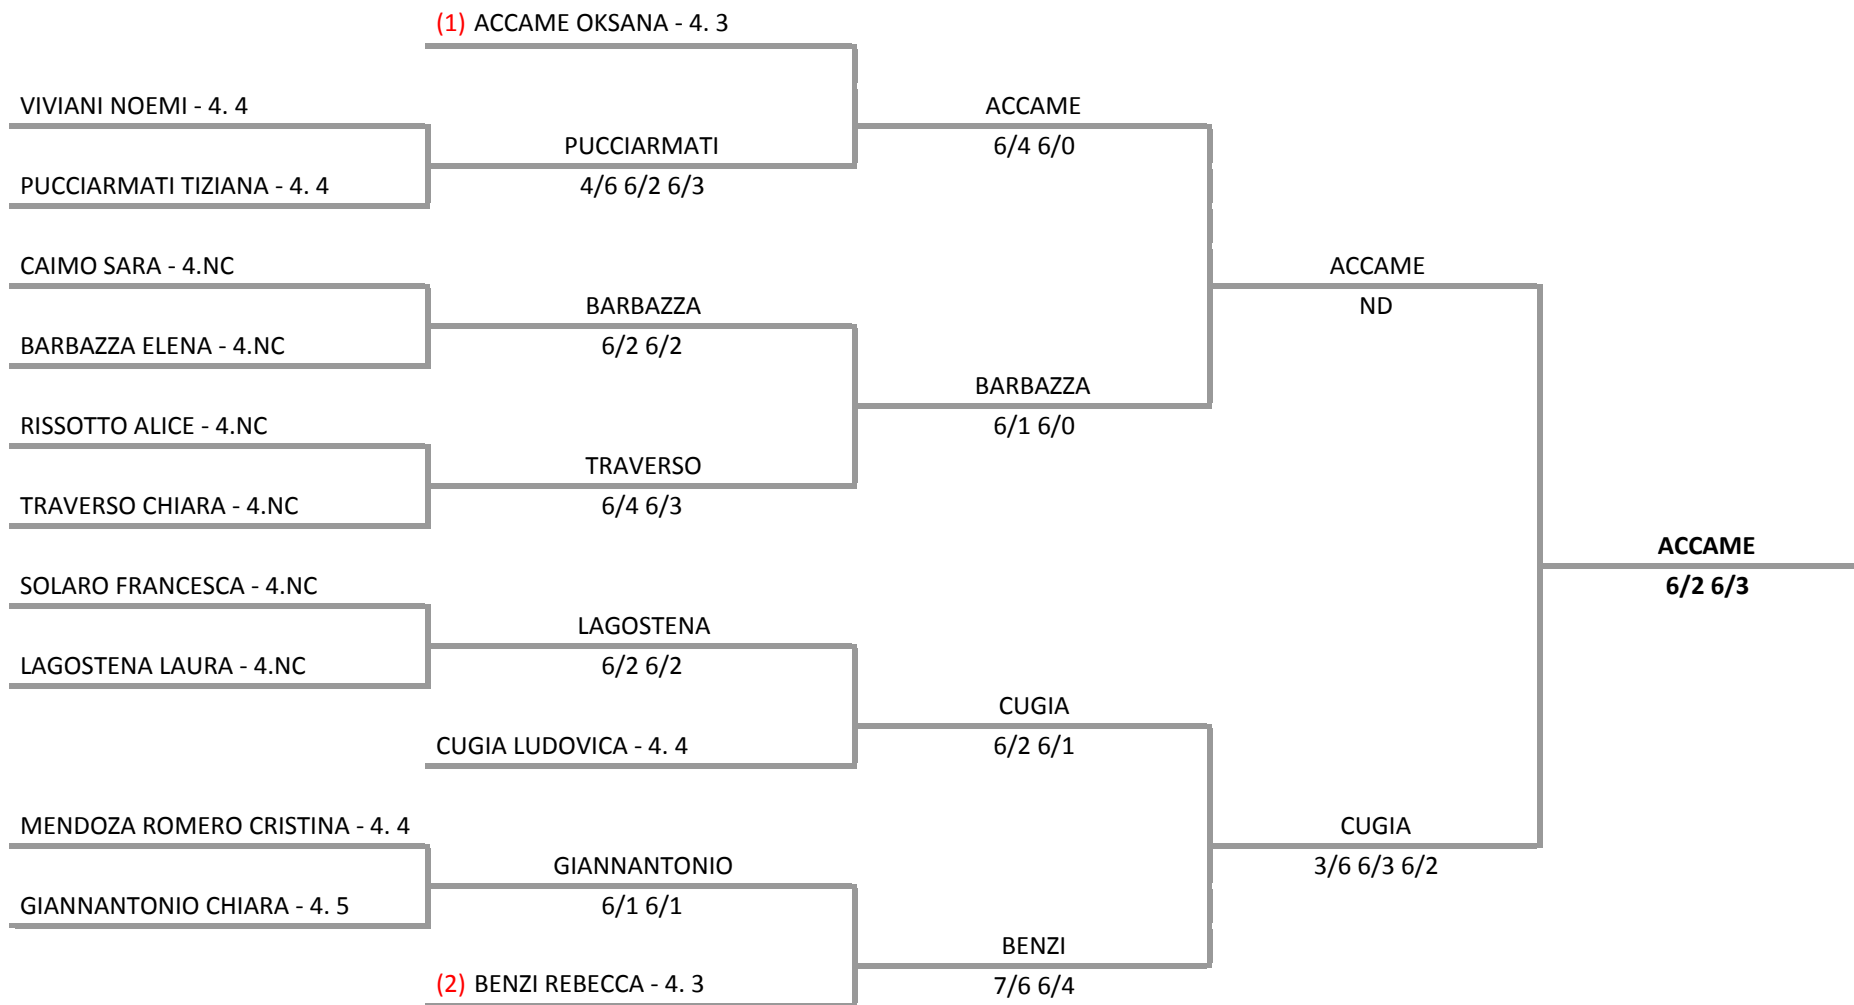 (1) ACCAME OKSANA - 4. 3
VIVIANI NOEMI - 4. 4
ACCAME
PUCCIARMATI
6/4 6/0
PUCCIARMATI TIZIANA - 4. 4
4/6 6/2 6/3
CAIMO SARA - 4.NC
ACCAME
BARBAZZA
ND
BARBAZZA ELENA - 4.NC
6/2 6/2
BARBAZZA
RISSOTTO ALICE - 4.NC
6/1 6/0
TRAVERSO
TRAVERSO CHIARA - 4.NC
6/4 6/3
ACCAME
SOLARO FRANCESCA - 4.NC
6/2 6/3
LAGOSTENA
LAGOSTENA LAURA - 4.NC
6/2 6/2
CUGIA
CUGIA LUDOVICA - 4. 4
6/2 6/1
MENDOZA ROMERO CRISTINA - 4. 4
CUGIA
GIANNANTONIO
3/6 6/3 6/2
GIANNANTONIO CHIARA - 4. 5
6/1 6/1
BENZI
(2) BENZI REBECCA - 4. 3
7/6 6/4